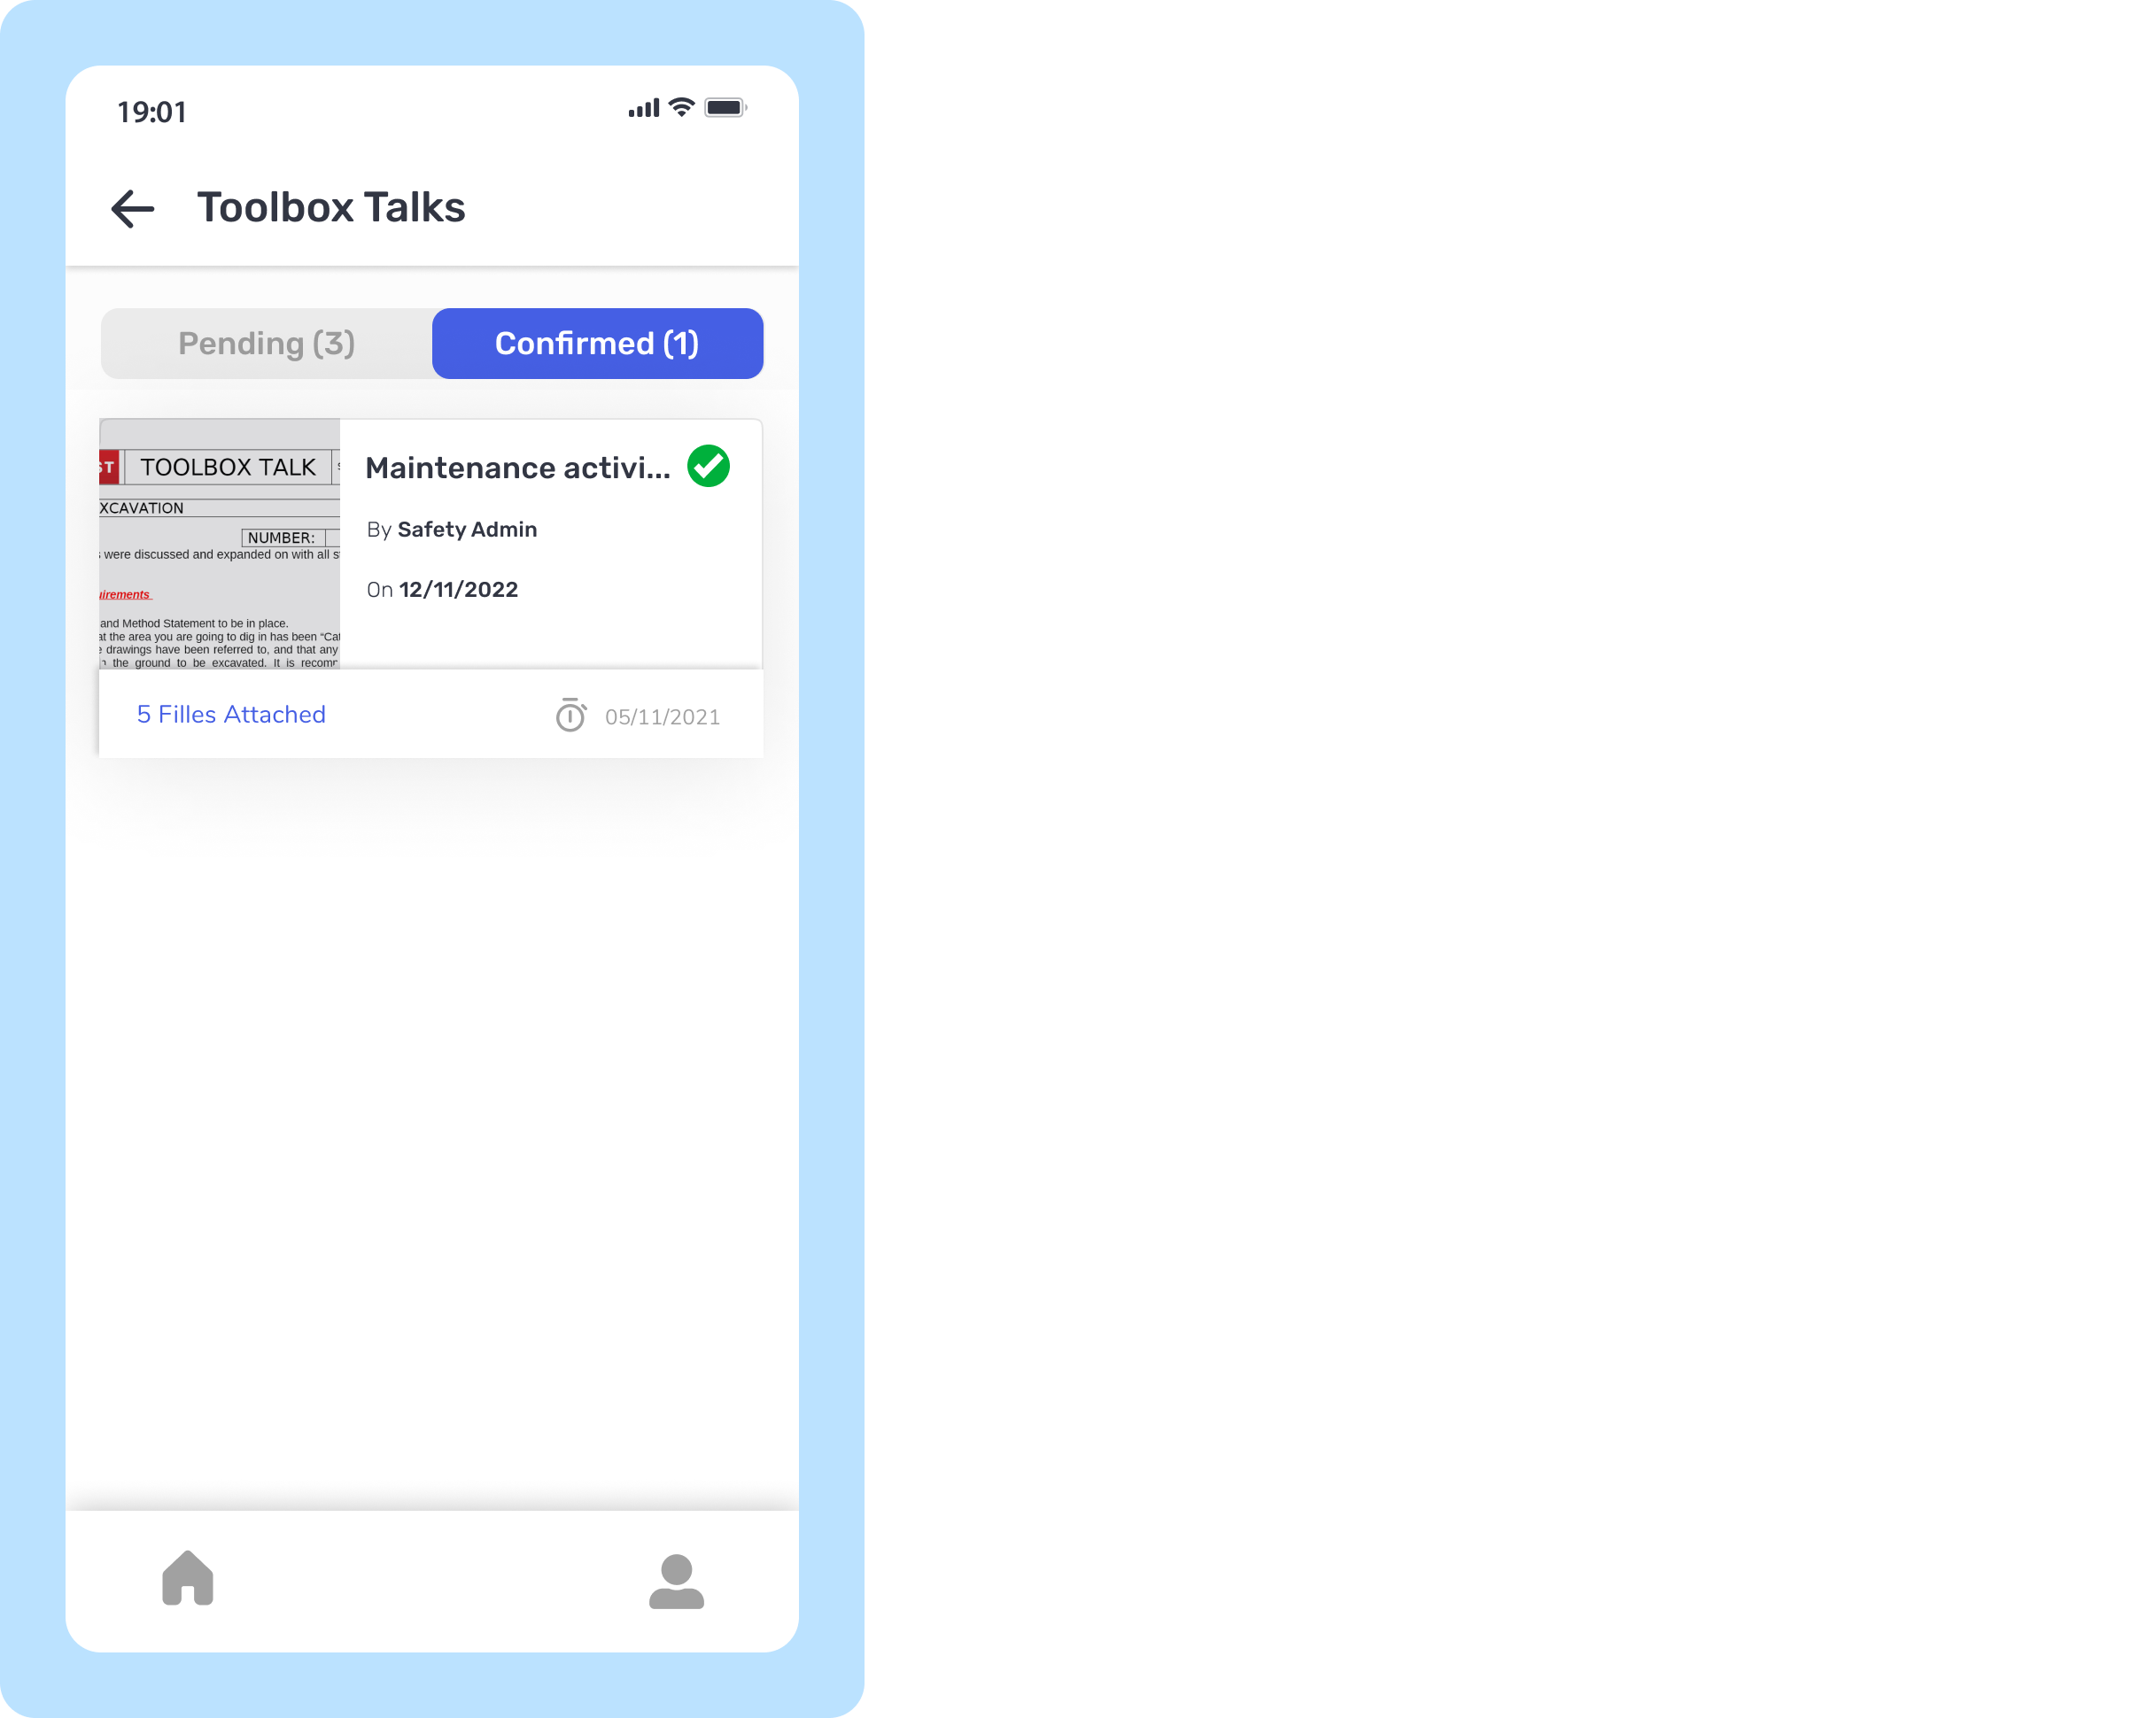 19:01
Toolbox Talks
Pending (3)
Confirmed (1)
ST
TOOLBOX TALK
XCAVATION
NUMBER:
were discussed and expanded on with all s
uirements
and Method Statement to be in place.
at the area you are going to dig in has been “Cat
drawings have been referred to, and that any
the ground to be excavated. It is recom
Maintenance activi...
By Safety Admin
On 12/11/2022
5 Filles Attached
05/11/2021